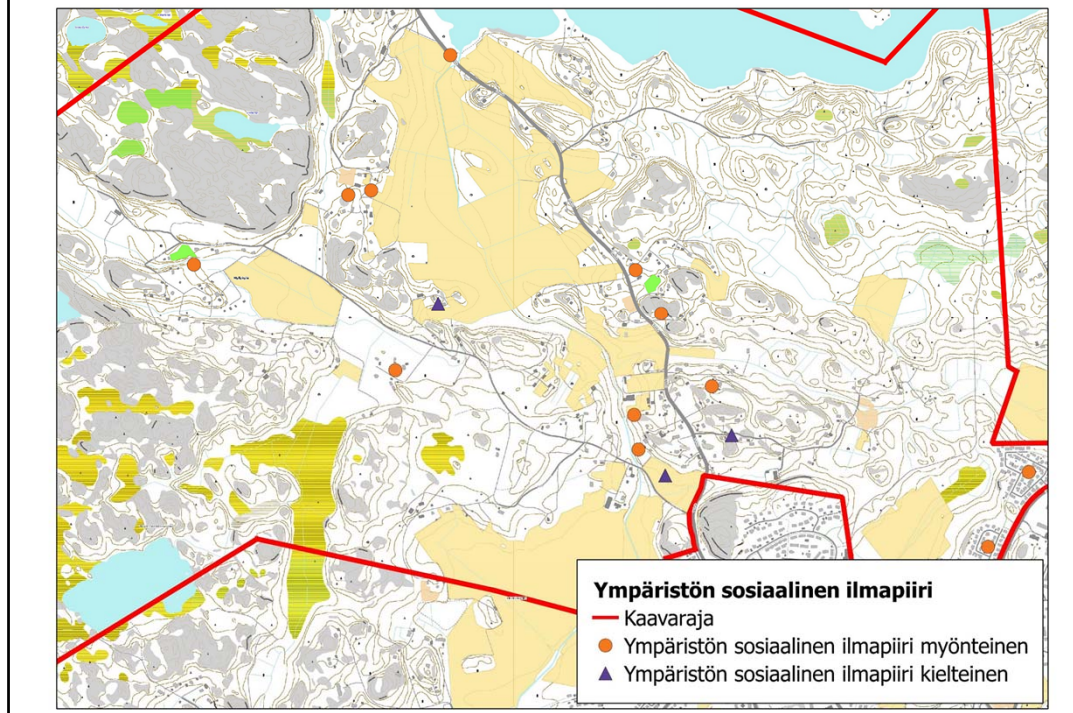 Ympäristön sosiaalinen ilmapiiri
Kaavaraja
Ympäristön sosiaalinen ilmapiiri myönteinen
Ympäristön sosiaalinen ilmapiiri kielteinen